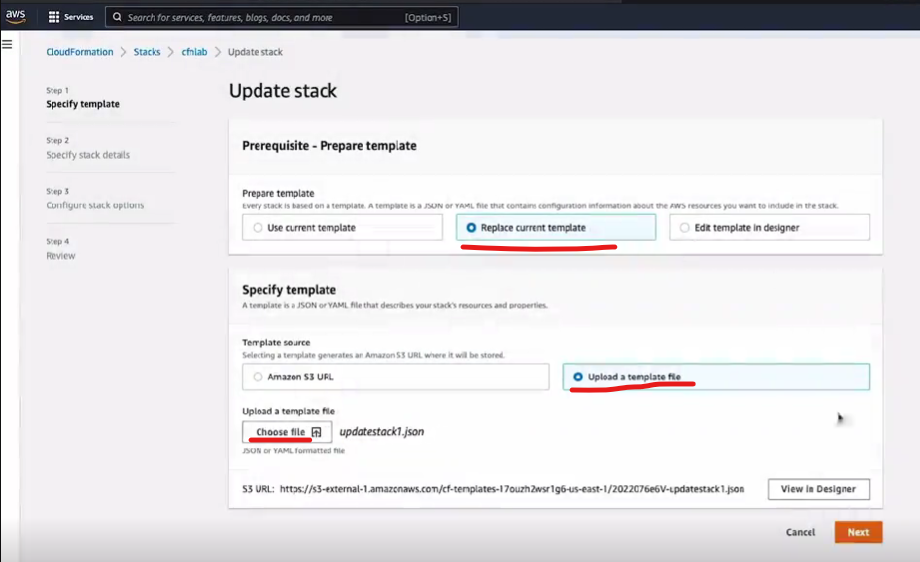 aws
Services
Search for services, features, blogs, docs, and more
[Option+S]
CloudFormation > Stacks > cfnlab > Update stack
Step 1
Specify template
Step 2
Specify stack details
Step 3
Configure stack options
Step 4
Review
Update stack
Prerequisite - Prepare template
Prepare template
Every stack is based on a template. A template is a JSON or YAML file that contains configuration information about the AWS resources you want to include in the stack.
Use current template
Replace current template
Edit template in designer
Specify template
A template is a JSON or YAML file that describes your stack's resources and properties.
Template source
Selecting a template generates an Amazon S3 URL where it will be stored.
Amazon S3 URL
Upload a template file
Upload a template file
Choose file
updatestack1.json
JSON or YAML formatted file
S3 URL: https://s3-external-1.amazonaws.com/cf-templates-17ouzh2wsr1g6-us-east-1/2022076e6V-updatestack1.json
View in Designer
Cancel
Next